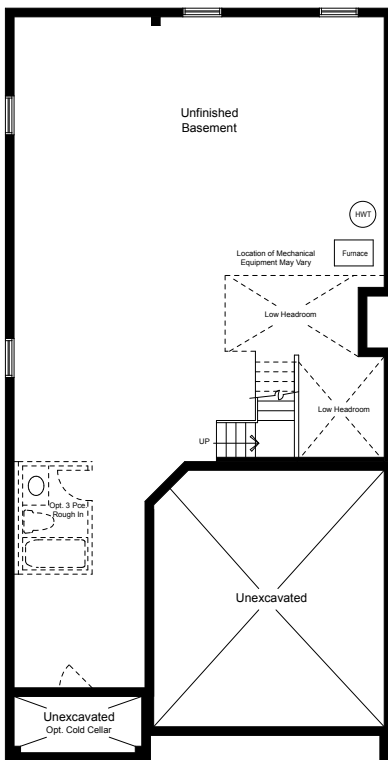 Unfinished
Basement
HWT
Location of Mechanical
Equipment May Vary
Furnace
Low Headroom
Low Headroom
UP
Opt. 3 Pce
Rough In
Unexcavated
Unexcavated
Opt. Cold Cellar